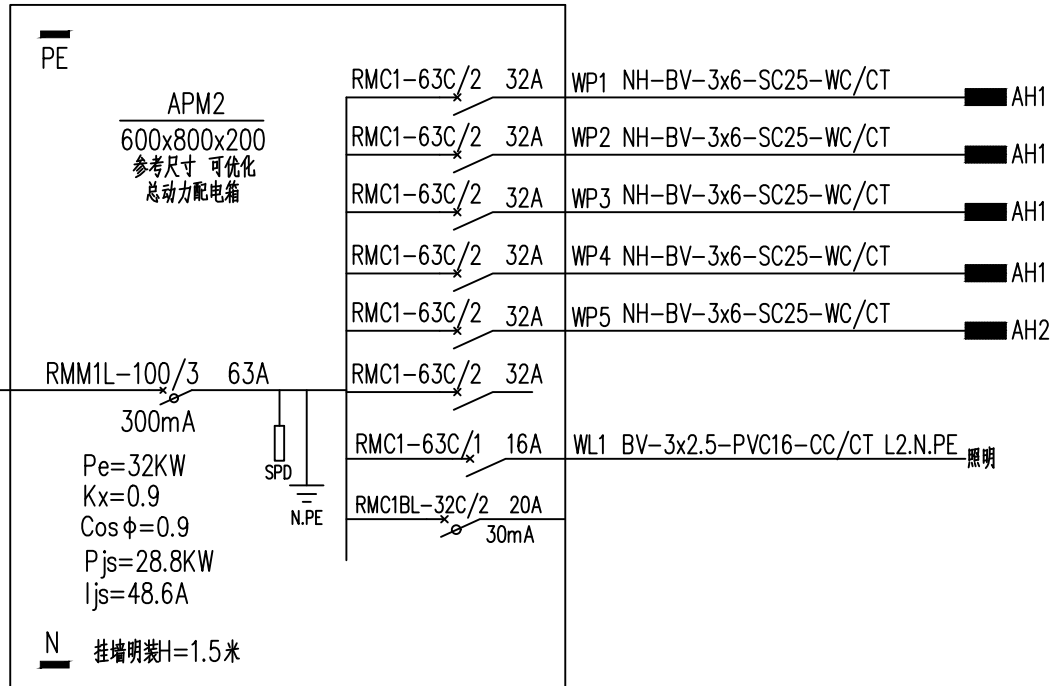 PE
APM2
600x800x200
参考尺寸 可优化
总动力配电箱
RMC1-63C/2 32A WP1 NH-BV-3x6-SC25-WC/CT AH1
RMC1-63C/2 32A WP2 NH-BV-3x6-SC25-WC/CT AH1
RMC1-63C/2 32A WP3 NH-BV-3x6-SC25-WC/CT AH1
RMC1-63C/2 32A WP4 NH-BV-3x6-SC25-WC/CT AH1
RMC1-63C/2 32A WP5 NH-BV-3x6-SC25-WC/CT AH2
RMM1L-100/3 63A
300mA
RMC1-63C/2 32A
RMC1-63C/1 16A WL1 BV-3x2.5-PVC16-CC/CT L2.N.PE 照明
SPD
N.PE
RMC1BL-32C/2 20A
30mA
Pe=32KW
Kx=0.9
Cosϕ=0.9
Pjs=28.8KW
Ijs=48.6A
N
挂墙明装H=1.5米